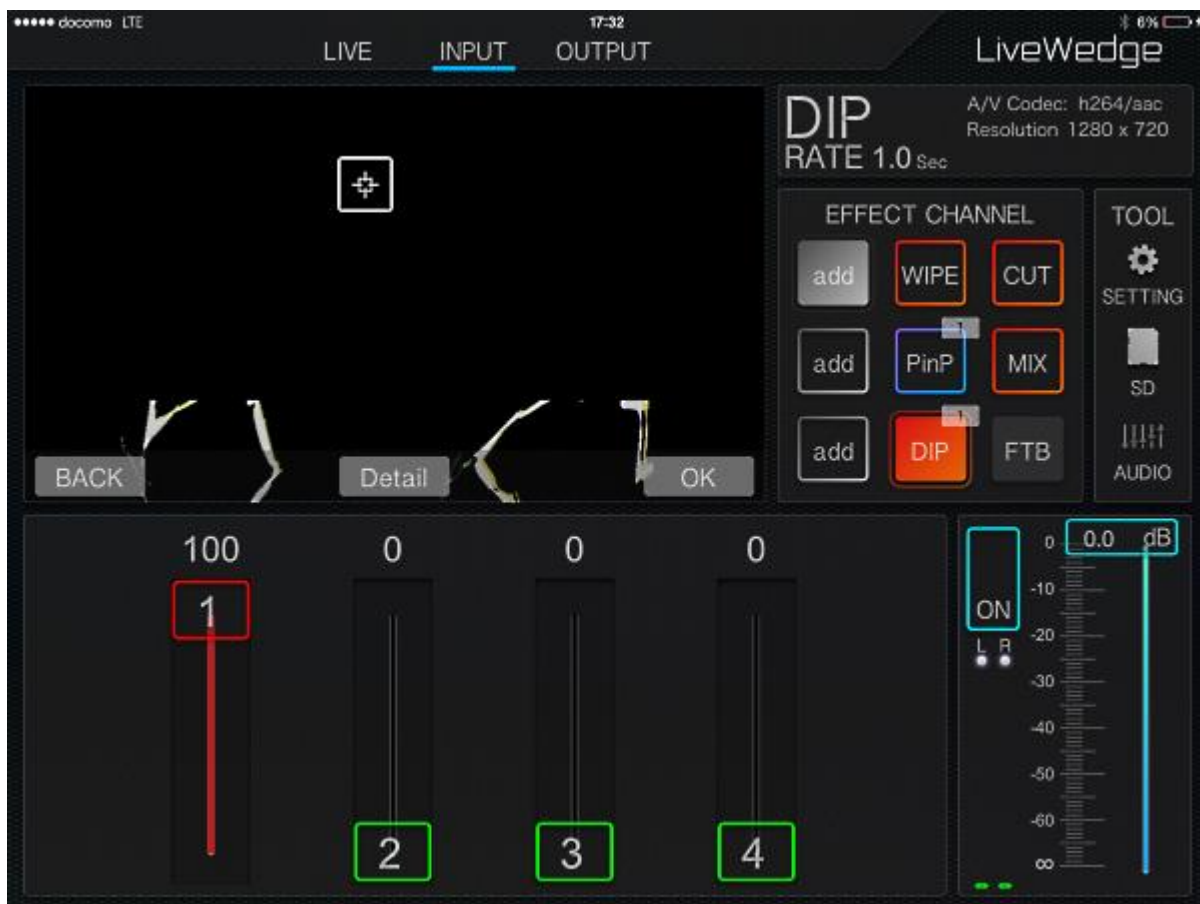 docomo LTE 17:32 6%
LIVE INPUT OUTPUT LiveWedge
DIP
RATE 1.0 Sec
A/V Codec: h264/aac
Resolution 1280 x 720
BACK Detail OK
EFFECT CHANNEL
add WIPE CUT
1
add PinP MIX
1
add DIP FTB
TOOL
SETTING
SD
AUDIO
100 0 0 0
1
2 3 4
ON
L R
0.0 dB
0
-10
-20
-30
-40
-50
-60
∞